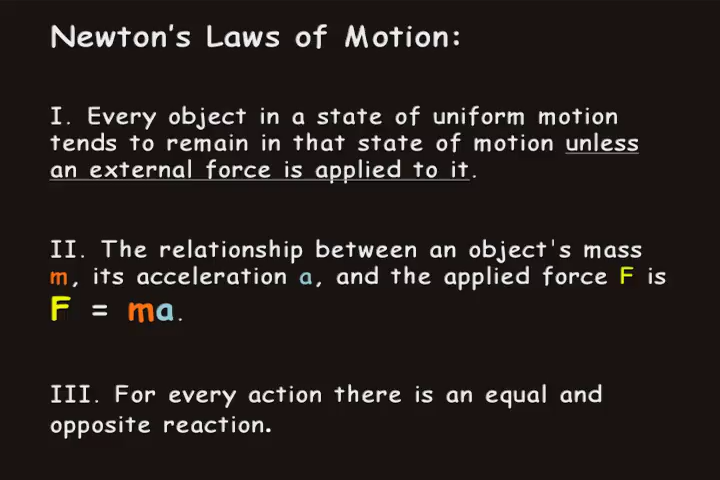 Newton's Laws of Motion:
I. Every object in a state of uniform motion
tends to remain in that state of motion unless
an external force is applied to it.
II. The relationship between an object's mass
m, its acceleration a, and the applied force F is
F = ma.
III. For every action there is an equal and
opposite reaction.